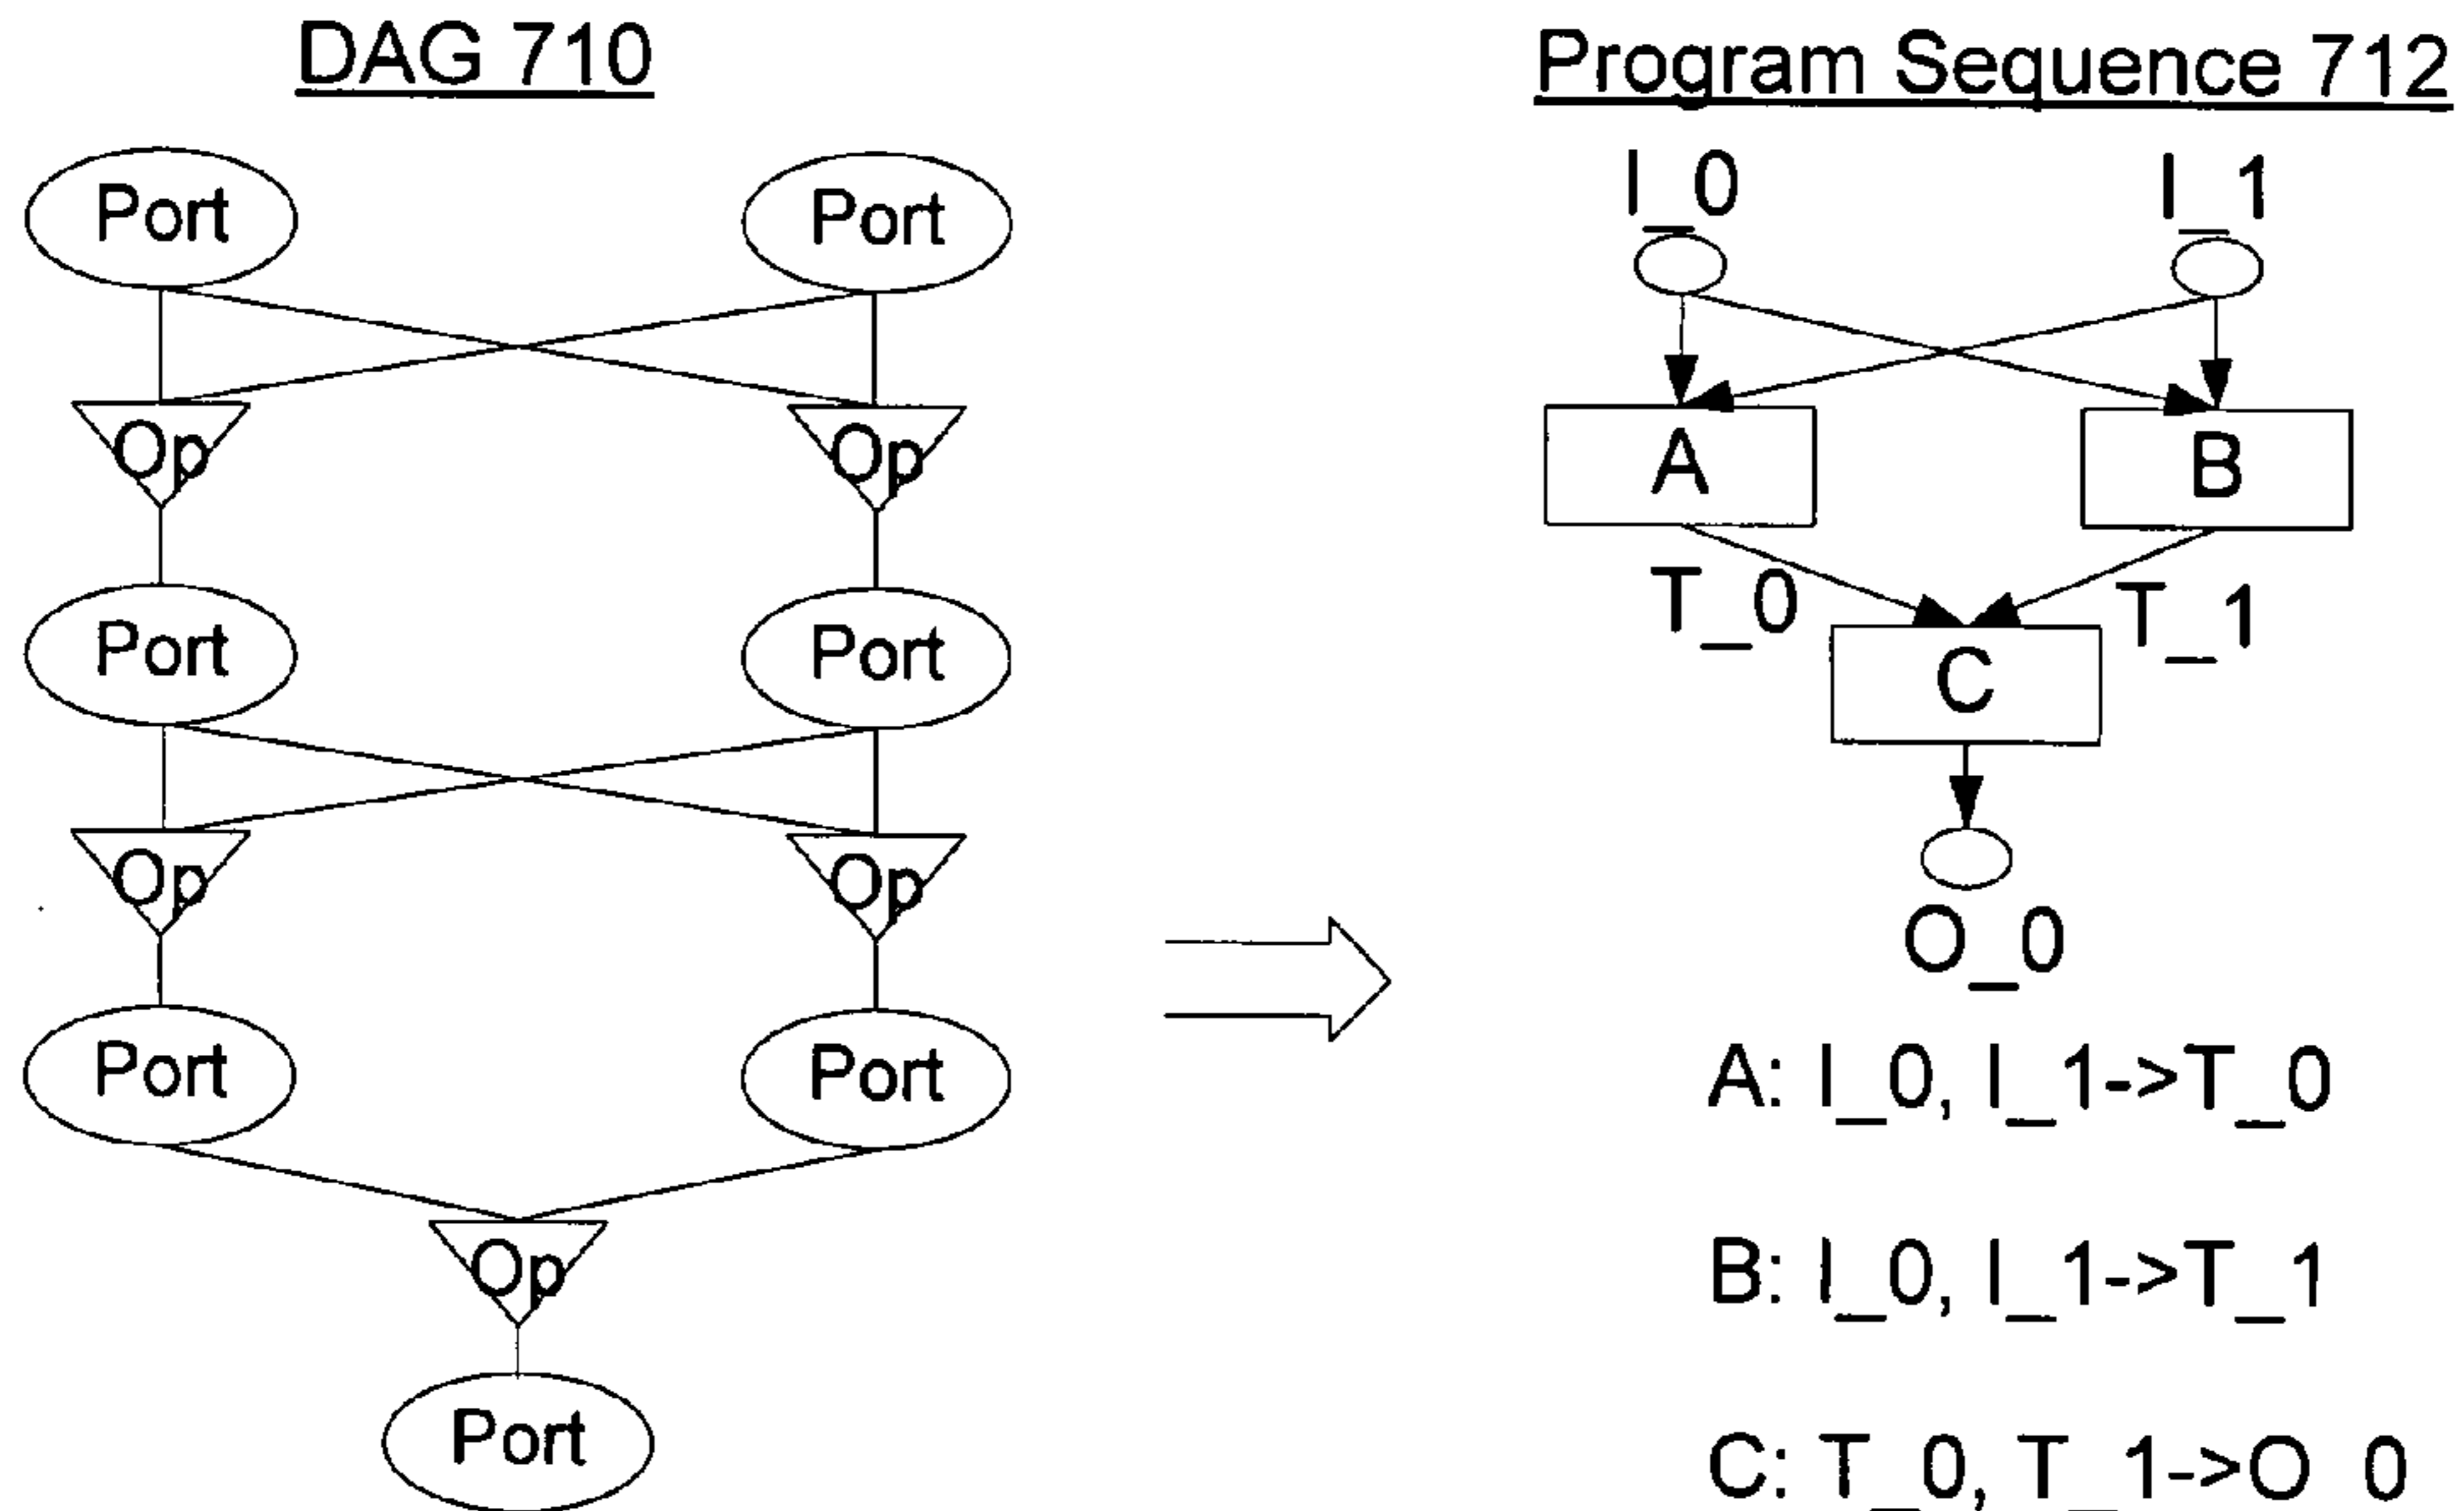 DAG 710
Port Port
Op Op
Port Port
Op Op
Port Port
Op
Port
Program Sequence 712
I_0 I_1
A B
T_0 T_1
C
O_0
A: I_0, I_1->T_0
B: I_0, I_1->T_1
C: T_0, T_1->O_0